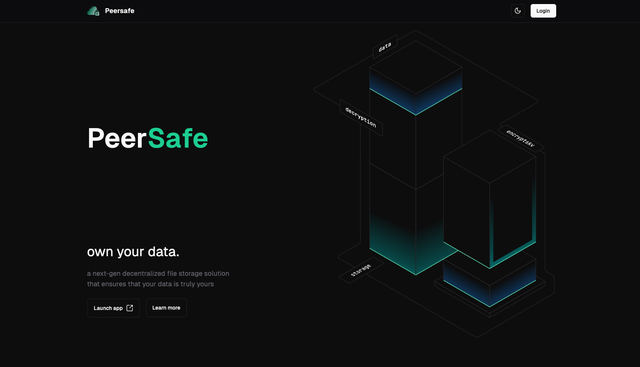 Peersafe
Login
data
decryption
PeerSafe
own your data.
a next-gen decentralized file storage solution
that ensures that your data is truly yours
storage
Launch app
Learn more